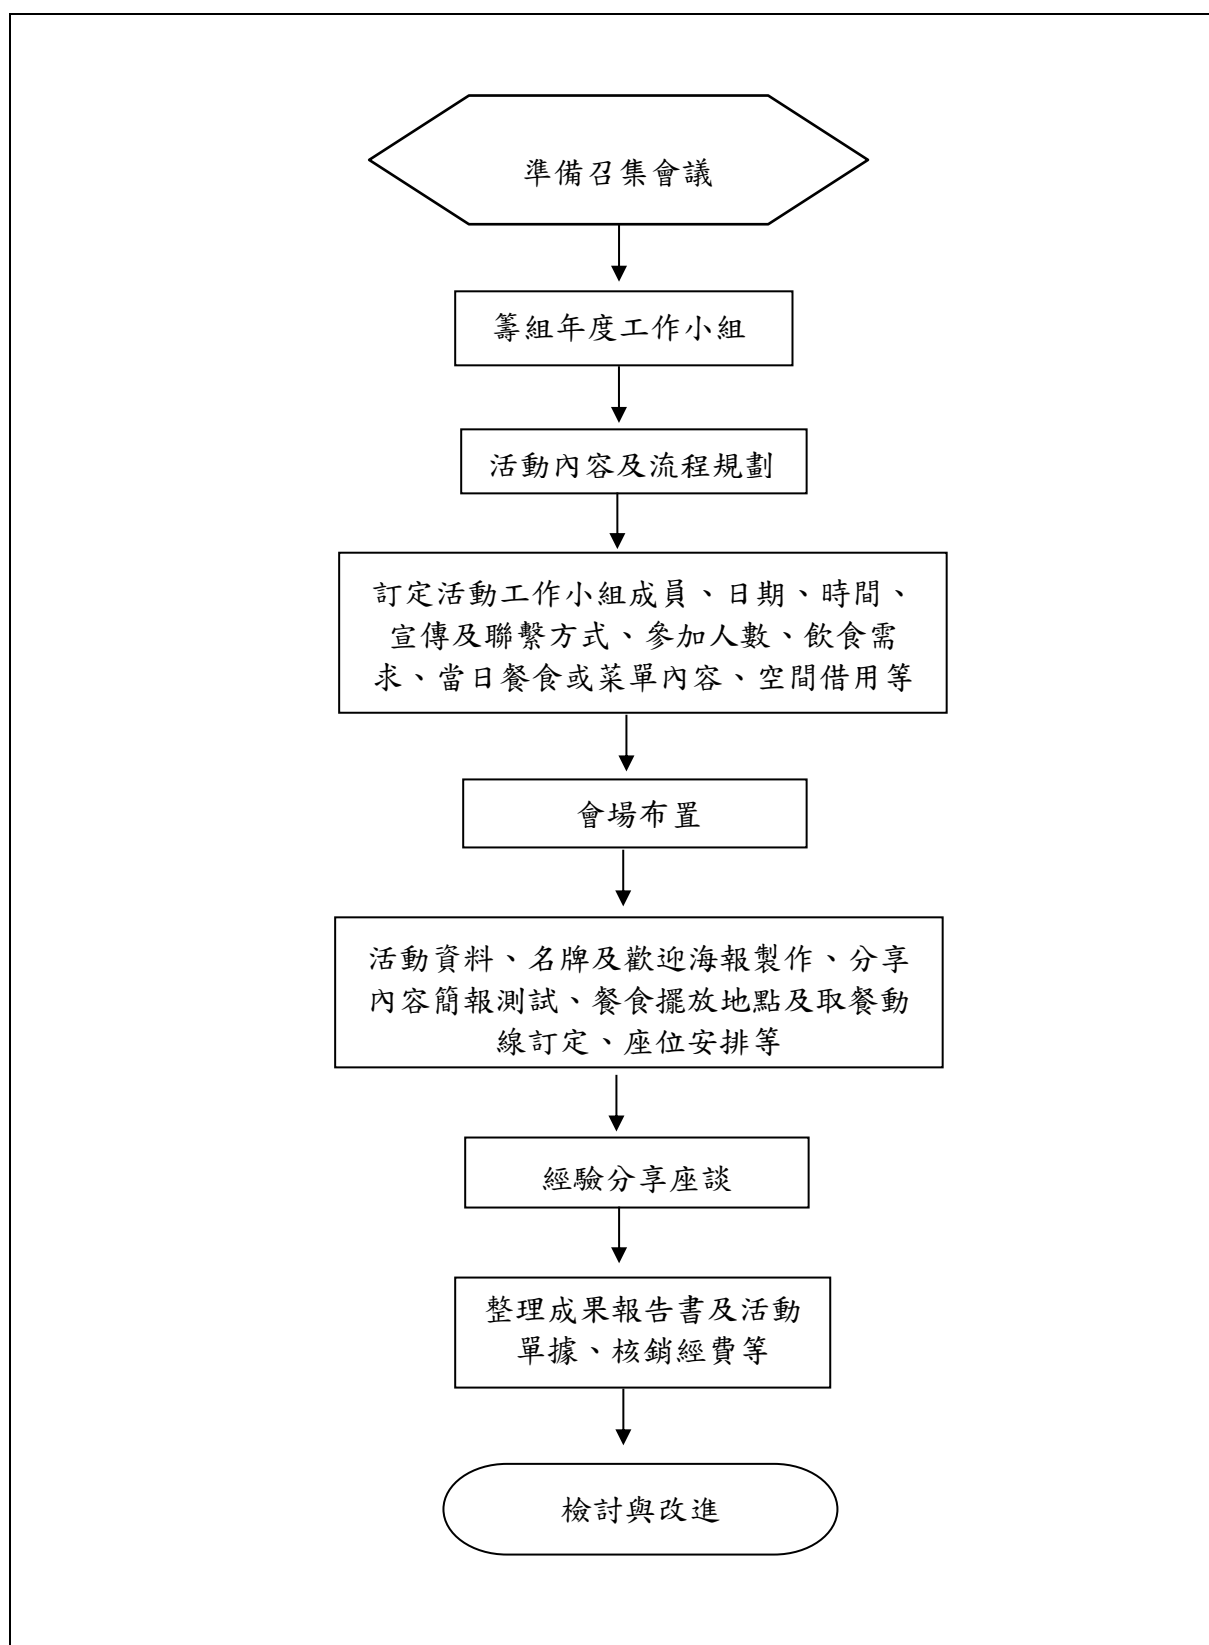 準備召集會議
籌組年度工作小組
活動內容及流程規劃
訂定活動工作小組成員、日期、時間、
宣傳及聯繫方式、參加人數、飲食需
求、當日餐食或菜單內容、空間借用等
會場布置
活動資料、名牌及歡迎海報製作、分享
內容簡報測試、餐食擺放地點及取餐動
線訂定、座位安排等
經驗分享座談
整理成果報告書及活動
單據、核銷經費等
檢討與改進